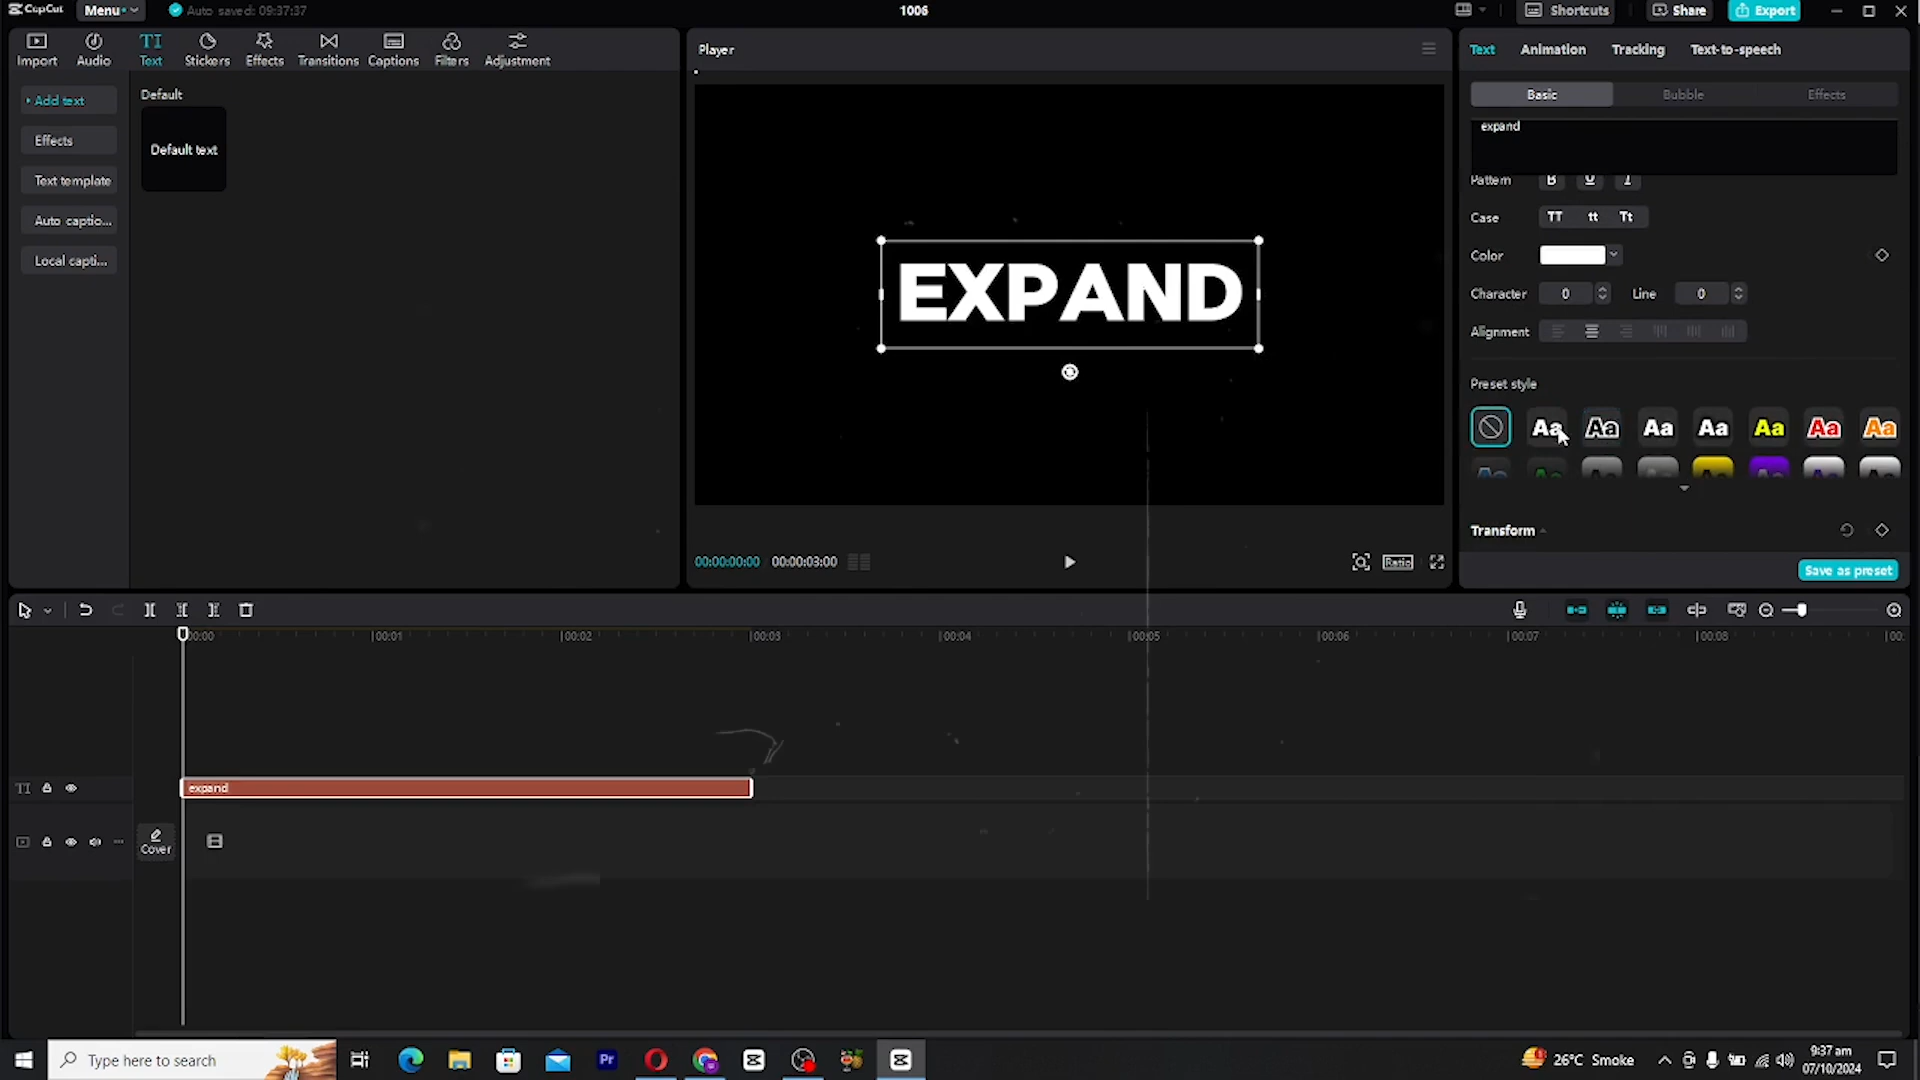 CapCut Menu Auto saved: 09:37:37 1006 Shortcuts Share Export
Import Audio Text Stickers Effects Transitions Captions Filters Adjustment
Add text
Effects
Text template
Auto captio...
Local capti...
Default
Default text
Player
EXPAND
00:00:00:00 00:00:03:00 Ratio
Text Animation Tracking Text-to-speech
Basic Bubble Effects
expand
Pattern B U I
Case TT tt Tt
Color
Character 0 Line 0
Alignment
Preset style
Aa Aa Aa Aa Aa Aa Aa
Transform
Save as preset
00:00 00:01 00:02 00:03 00:04 00:05 00:06 00:07 00:08 00:
TI expand
Cover
Type here to search Pr 26°C Smoke 9:37 am
07/10/2024